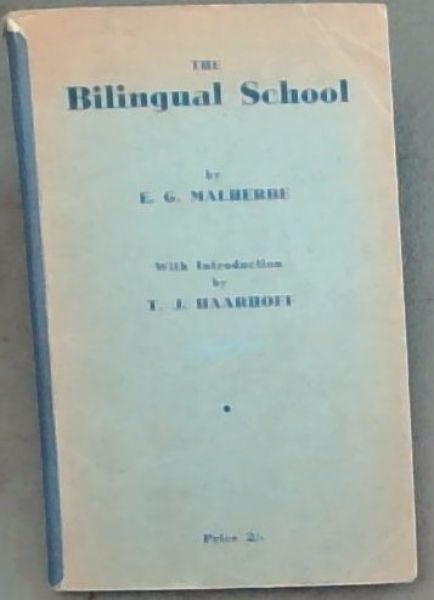 THE
Bilingual School
by
E. G. MALHERBE
With Introduction
by
T. J. HAARHOFF
Price 2/-